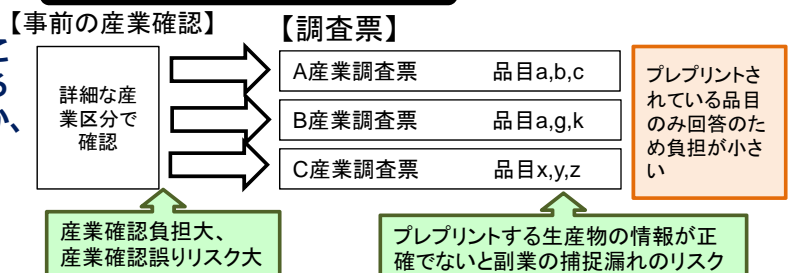 【事前の産業確認】
【調査票】
て
る
か、
詳細な産
業区分で
確認
A産業調査票 品目a,b,c
B産業調査票 品目a,g,k
C産業調査票 品目x,y,z
プレプリントさ
れている品目
のみ回答のた
め負担が小さ
い
産業確認負担大、
産業確認誤りリスク大
プレプリントする生産物の情報が正
確でないと副業の捕捉漏れのリスク